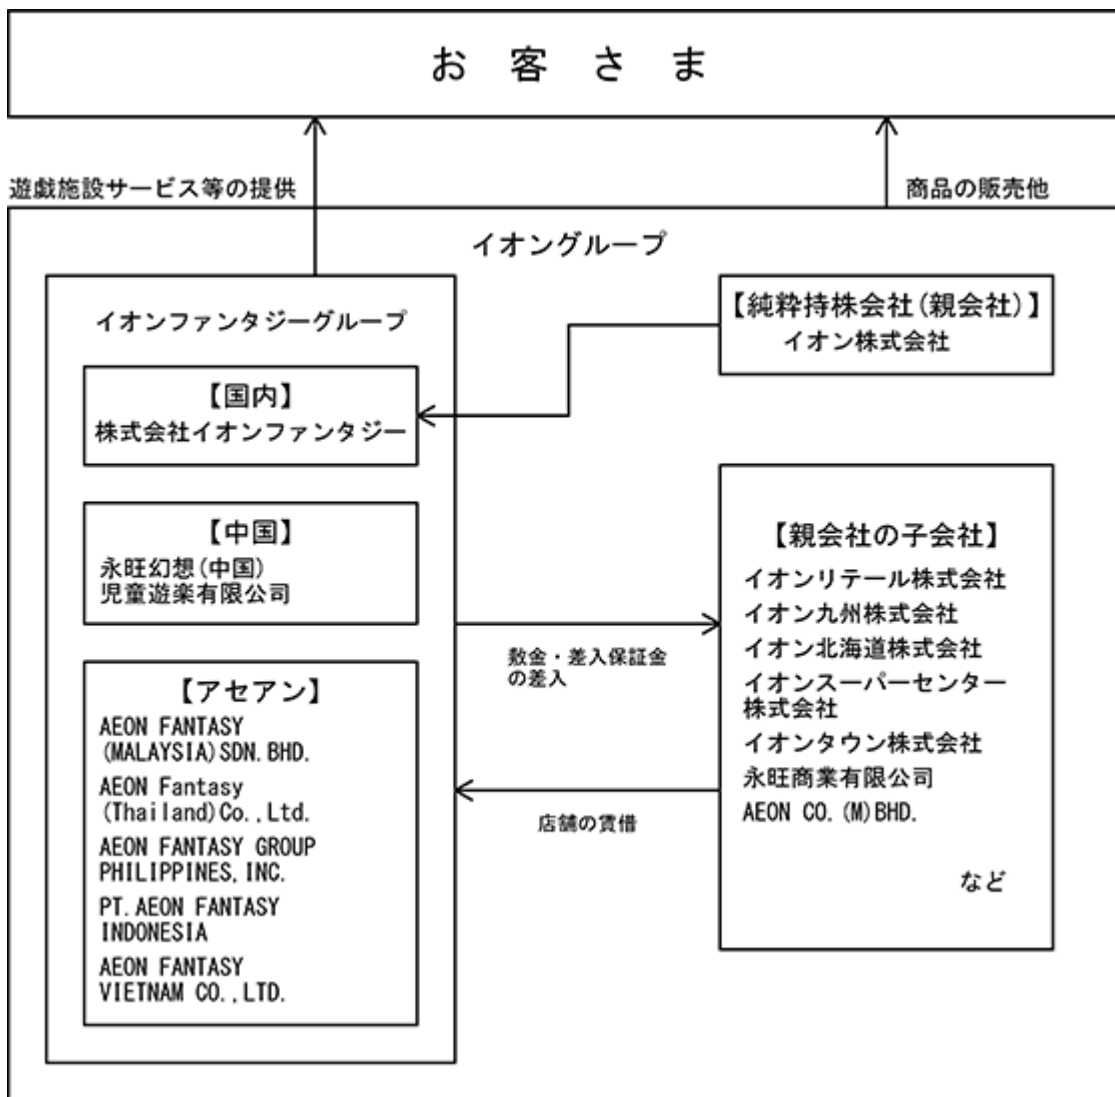 お客さま
遊戯施設サービス等の提供
商品の販売他
イオングループ
イオンファンタジーグループ
【国内】
株式会社イオンファンタジー
【中国】
永旺幻想(中国)
児童遊楽有限公司
【アセアン】
AEON FANTASY
(MALAYSIA)SDN.BHD.
AEON Fantasy
(Thailand)Co.,Ltd.
AEON FANTASY GROUP
PHILIPPINES,INC.
PT.AEON FANTASY
INDONESIA
AEON FANTASY
VIETNAM CO.,LTD.
敷金・差入保証金
の差入
店舗の賃借
【純粋持株会社(親会社)】
イオン株式会社
【親会社の子会社】
イオンリテール株式会社
イオン九州株式会社
イオン北海道株式会社
イオンスーパーセンター
株式会社
イオンタウン株式会社
永旺商業有限公司
AEON CO.(M)BHD.
など